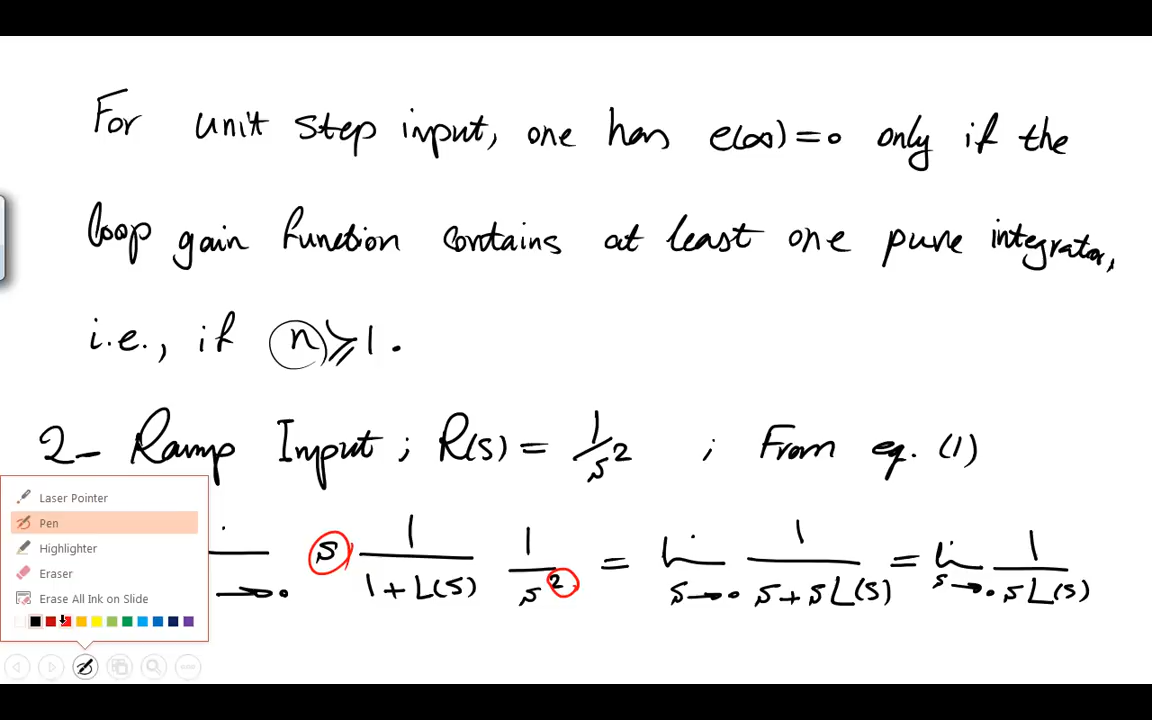 For unit step input, one has e(∞)=0 only if the
loop gain function contains at least one pure integrator,
i.e., if n⩾1.
2- Ramp Input; R(s) = 1/s2 ; From eq. (1)
→0 s 1/(1+L(s)) 1/s2 = lim s→0 1/(s+sL(s)) = lim s→0 1/(sL(s))
Laser Pointer
Pen
Highlighter
Eraser
Erase All Ink on Slide